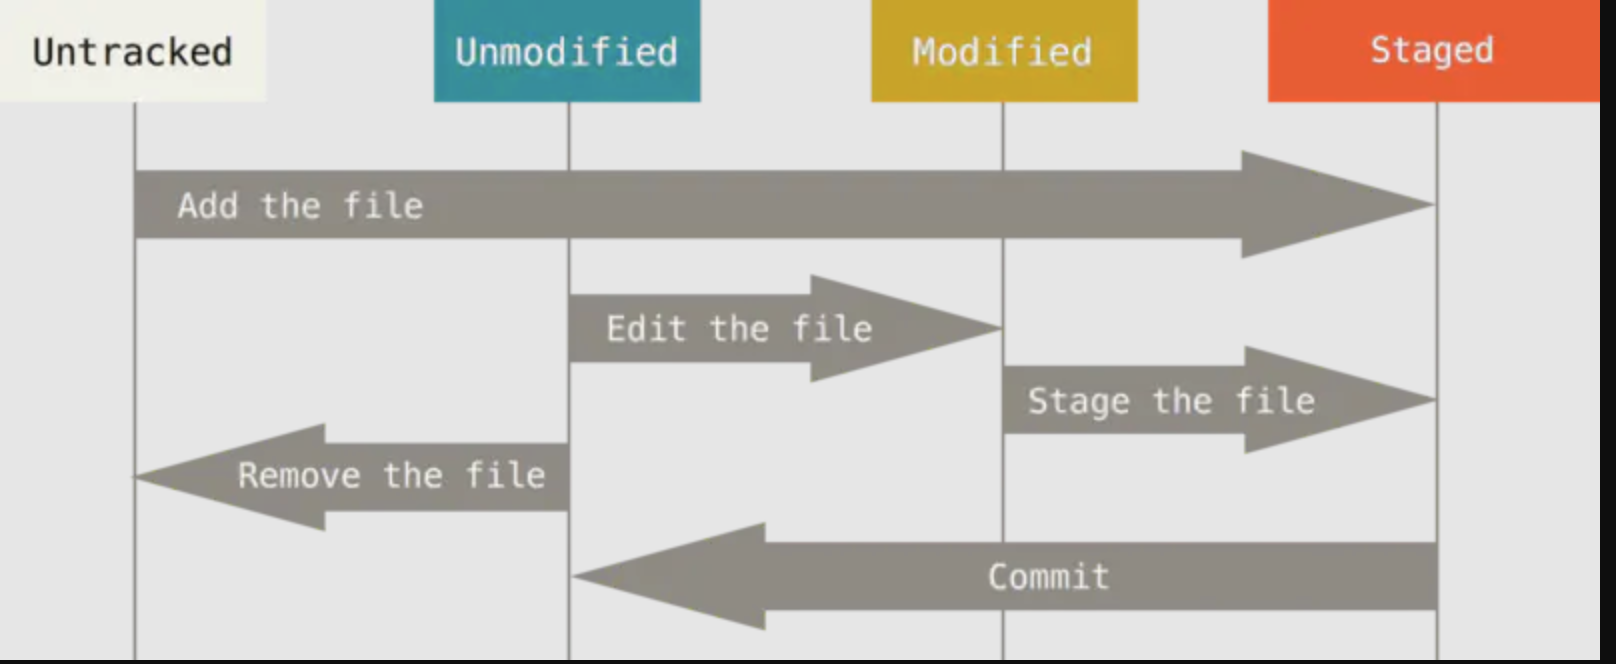 Untracked
Unmodified
Modified
Staged
Add the file
Edit the file
Stage the file
Remove the file
Commit